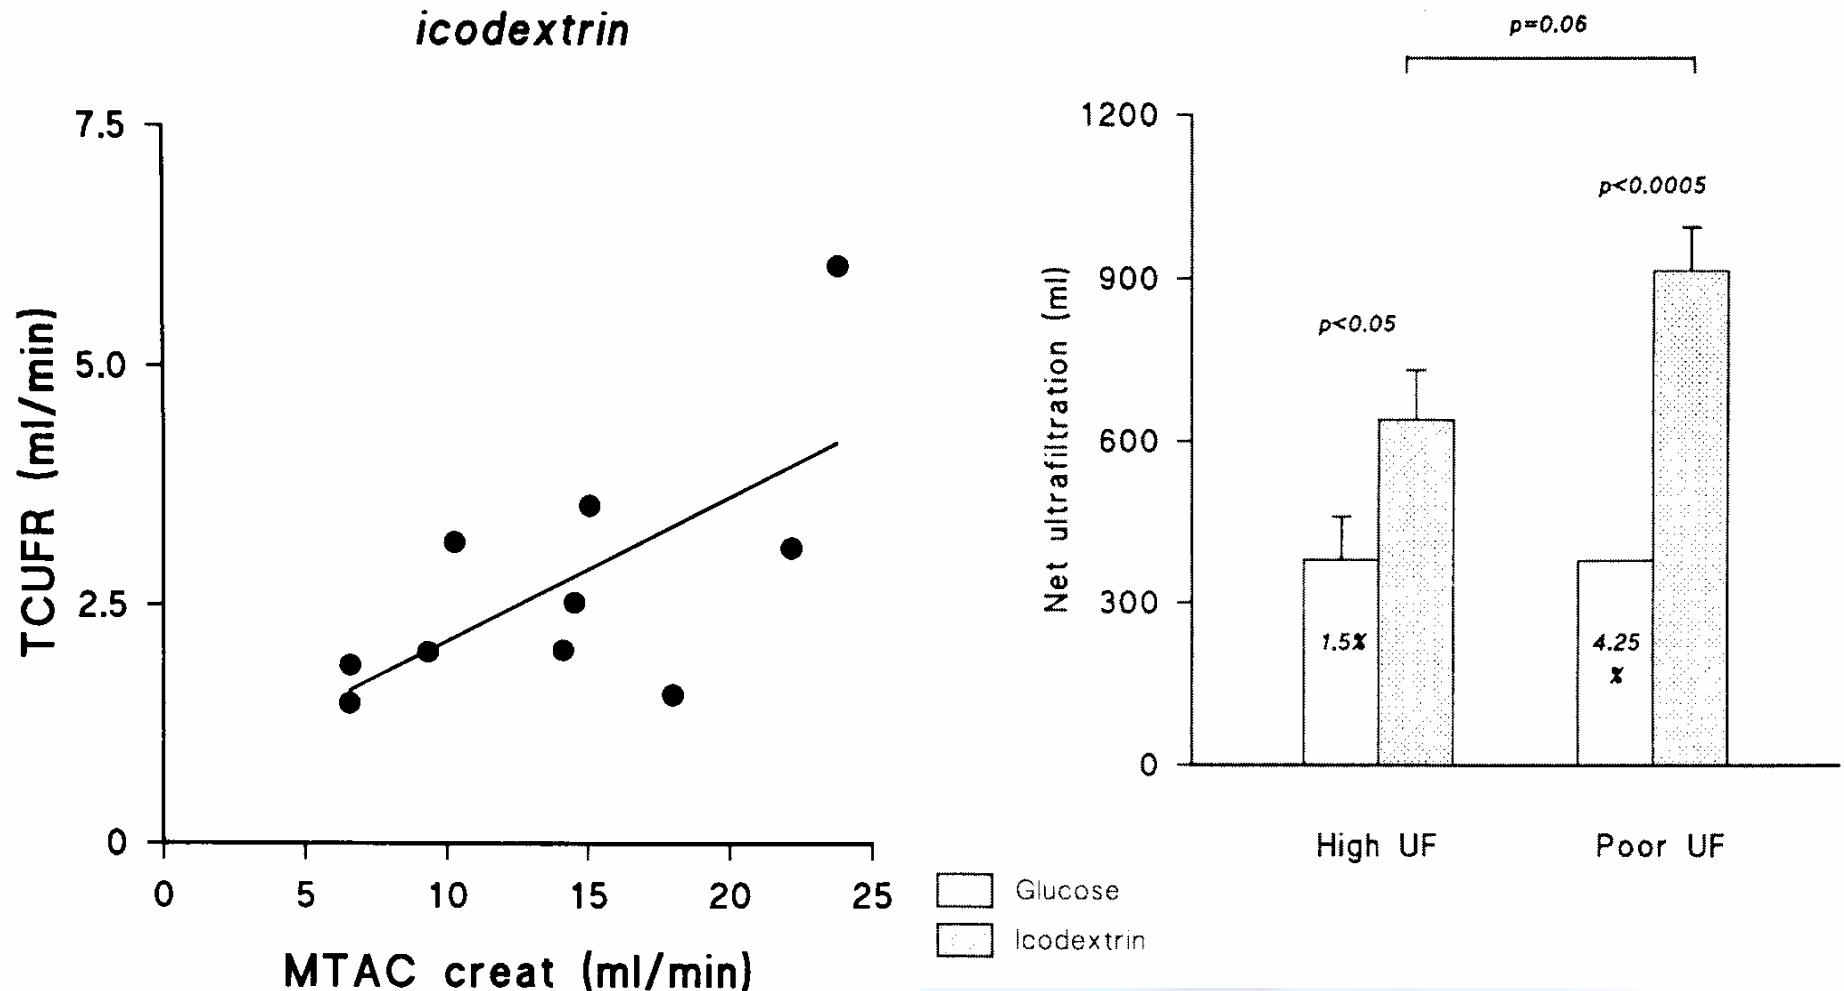 icodextrin
7.5
5.0
2.5
0
TCUFR (ml/min)
0 5 10 15 20 25
MTAC creat (ml/min)
p=0.06
1200
900
600
300
0
Net ultrafiltration (ml)
p<0.05
p<0.0005
1.5%
4.25
%
High UF Poor UF
Glucose
Icodextrin